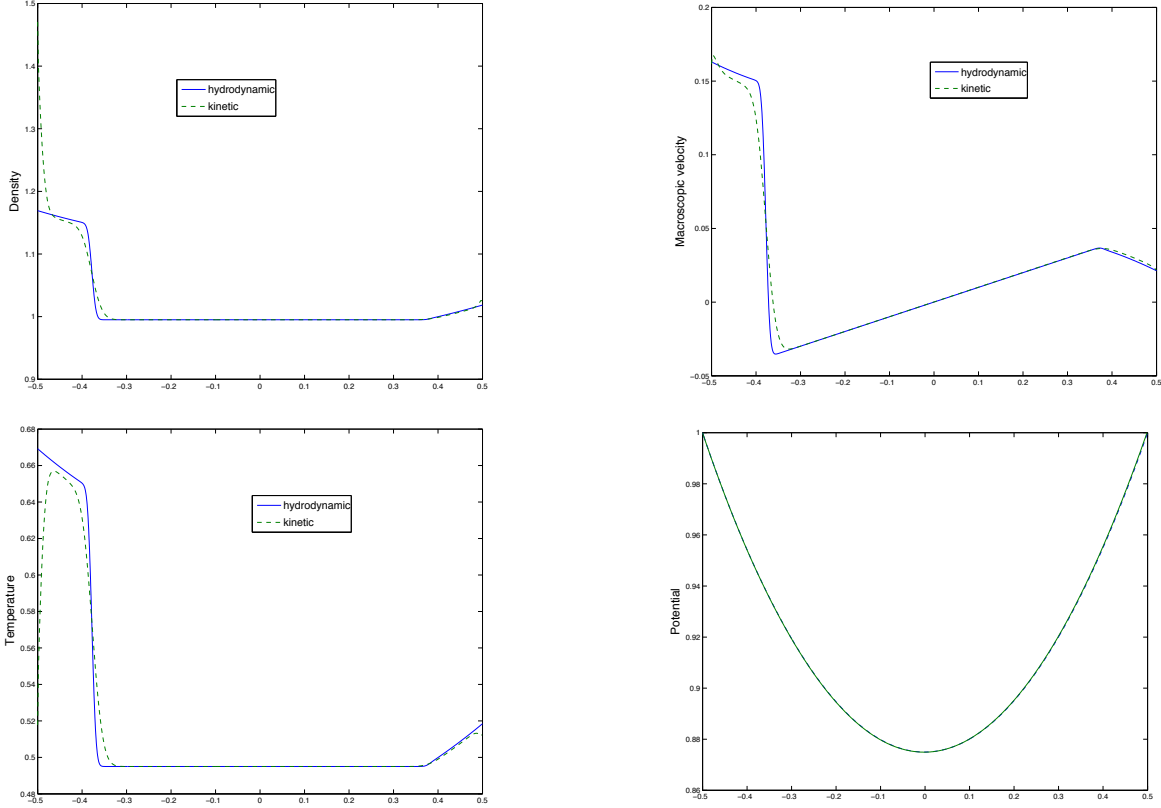 1.5
1.4
1.3
1.2
1.1
1
0.9
Density
hydrodynamic
kinetic
−0.5 −0.4 −0.3 −0.2 −0.1 0 0.1 0.2 0.3 0.4 0.5
0.2
0.15
0.1
0.05
0
−0.05
Macroscopic velocity
hydrodynamic
kinetic
−0.5 −0.4 −0.3 −0.2 −0.1 0 0.1 0.2 0.3 0.4 0.5
0.68
0.66
0.64
0.62
0.6
0.58
0.56
0.54
0.52
0.5
0.48
Temperature
hydrodynamic
kinetic
−0.5 −0.4 −0.3 −0.2 −0.1 0 0.1 0.2 0.3 0.4 0.5
1
0.98
0.96
0.94
0.92
0.9
0.88
0.86
Potential
−0.5 −0.4 −0.3 −0.2 −0.1 0 0.1 0.2 0.3 0.4 0.5